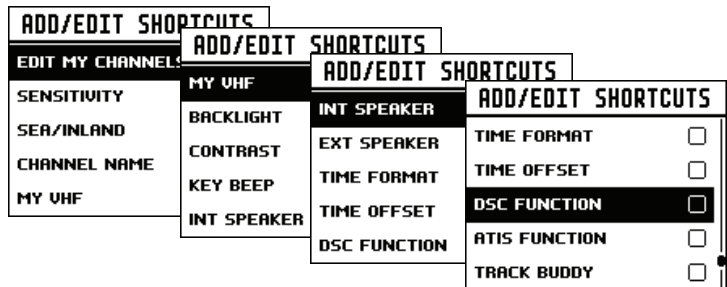 ADD/EDIT SHORTCUTS
EDIT MY CHANNELS
SENSITIVITY
SEA/INLAND
CHANNEL NAME
MY VHF
ADD/EDIT SHORTCUTS
MY VHF
BACKLIGHT
CONTRAST
KEY BEEP
INT SPEAKER
ADD/EDIT SHORTCUTS
INT SPEAKER
EXT SPEAKER
TIME FORMAT
TIME OFFSET
DSC FUNCTION
ADD/EDIT SHORTCUTS
TIME FORMAT
TIME OFFSET
DSC FUNCTION
ATIS FUNCTION
TRACK BUDDY